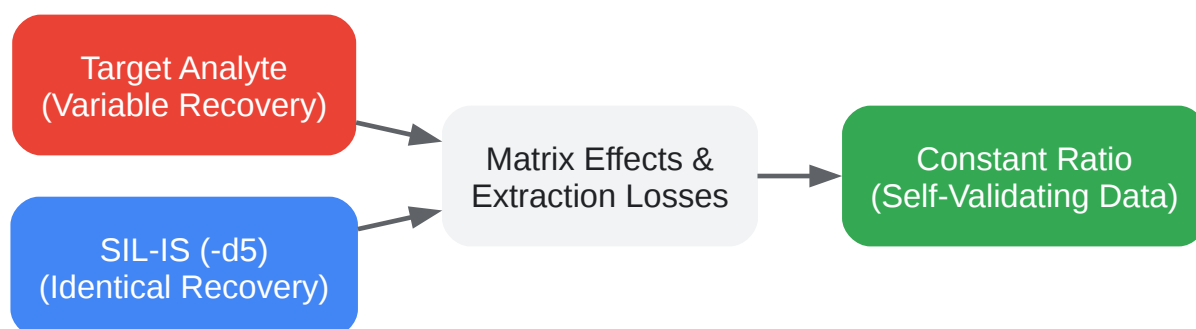 Target Analyte
(Variable Recovery)
SIL-IS (-d5)
(Identical Recovery)
Matrix Effects &
Extraction Losses
Constant Ratio
(Self-Validating Data)